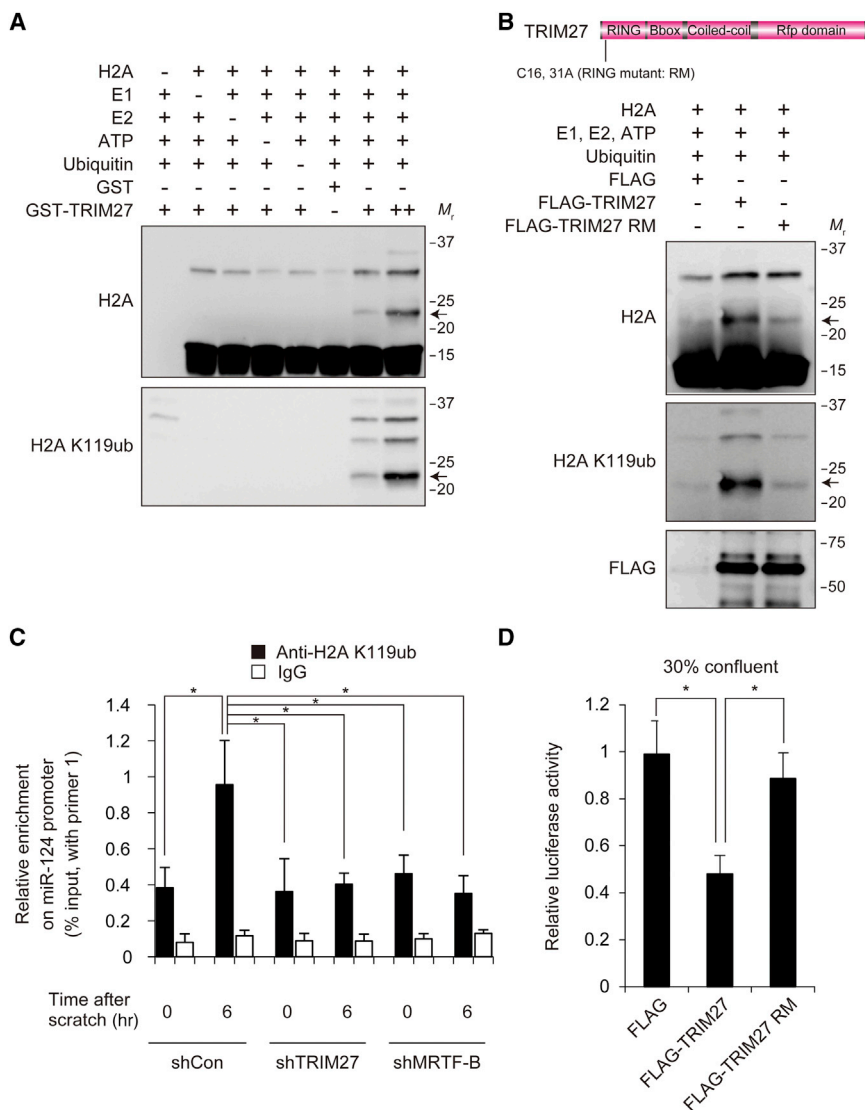 A
H2A - + + + + + + +
E1 + - + + + + + +
E2 + + - + + + + +
ATP + + + - + + + +
Ubiquitin + + + + - + + +
GST - - - - - + - -
GST-TRIM27 + + + + + - + ++ Mr
H2A
-37
-25
-20
-15
H2A K119ub
-37
-25
-20
B
TRIM27 RING Bbox Coiled-coil Rfp domain
C16, 31A (RING mutant: RM)
H2A + + +
E1, E2, ATP + + +
Ubiquitin + + +
FLAG + - -
FLAG-TRIM27 - + -
FLAG-TRIM27 RM - - + Mr
H2A
-37
-25
-20
-15
H2A K119ub
-37
-25
-20
FLAG
-75
-50
C
Anti-H2A K119ub
IgG
Relative enrichment
on miR-124 promoter
(% input, with primer 1)
1.4
1.2
1
0.8
0.6
0.4
0.2
0
*
*
*
*
*
Time after
scratch (hr)
0 6 0 6 0 6
shCon shTRIM27 shMRTF-B
D
30% confluent
Relative luciferase activity
1.2
1
0.8
0.6
0.4
0.2
0
* *
FLAG
FLAG-TRIM27
FLAG-TRIM27 RM